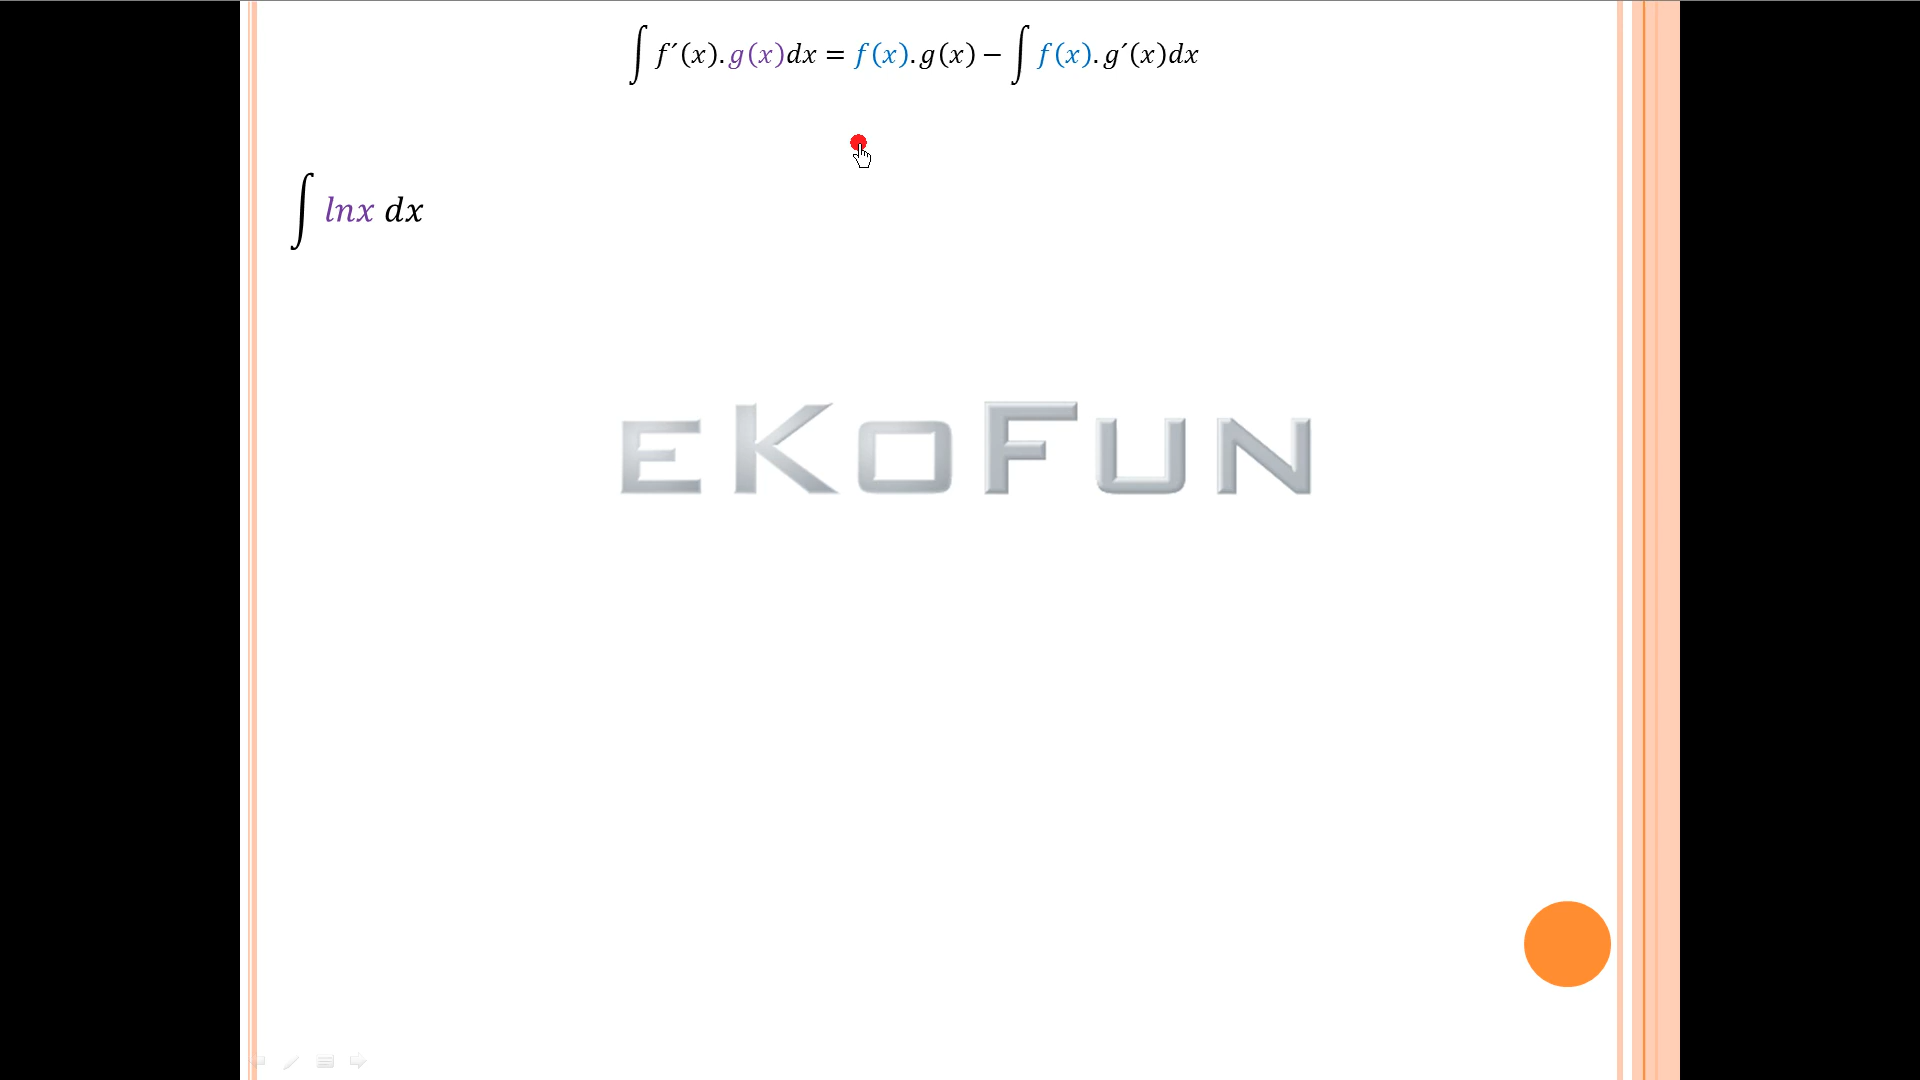 ∫ f´(x).g(x)dx = f(x).g(x) − ∫ f(x).g´(x)dx
∫ lnx dx
eKoFun